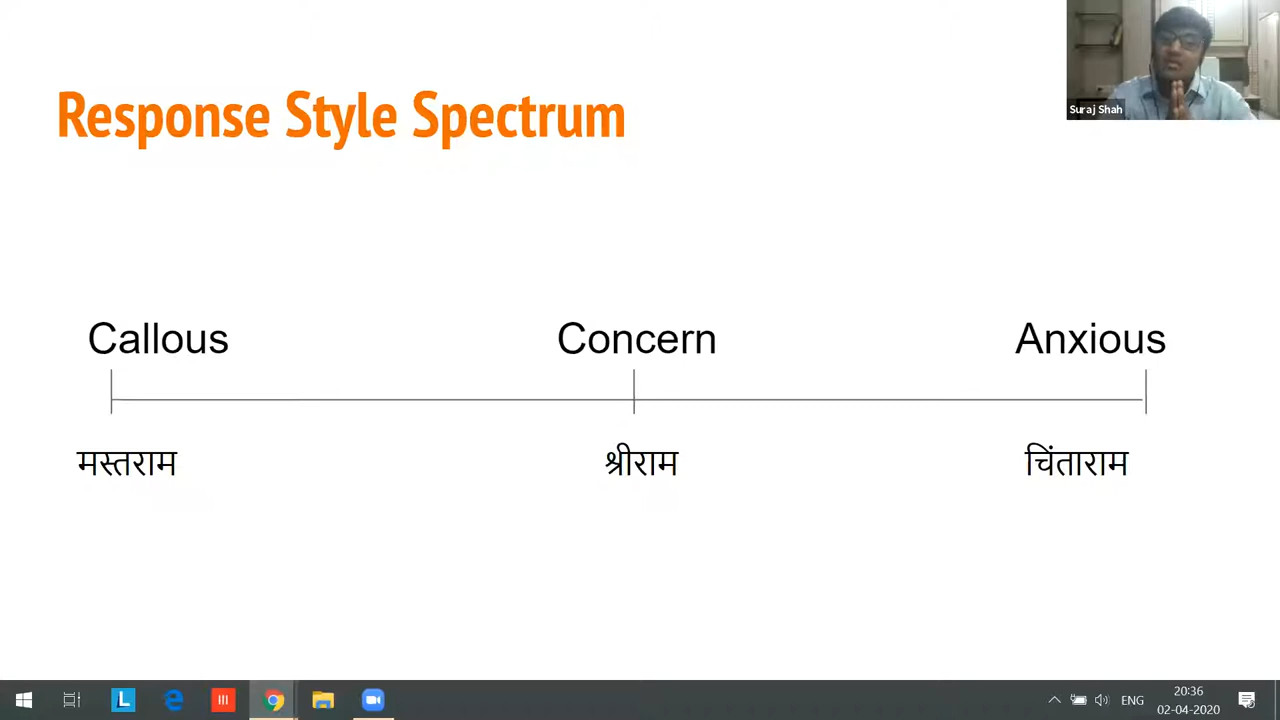 Suraj Shah
Response Style Spectrum
Callous Concern Anxious
मस्तराम श्रीराम चिंताराम
L
ENG
20:36
02-04-2020